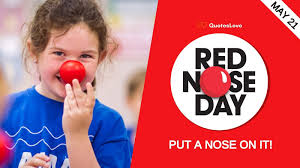 MAY 21
QuotesLove
RED
NOSE
DAY
PUT A NOSE ON IT!